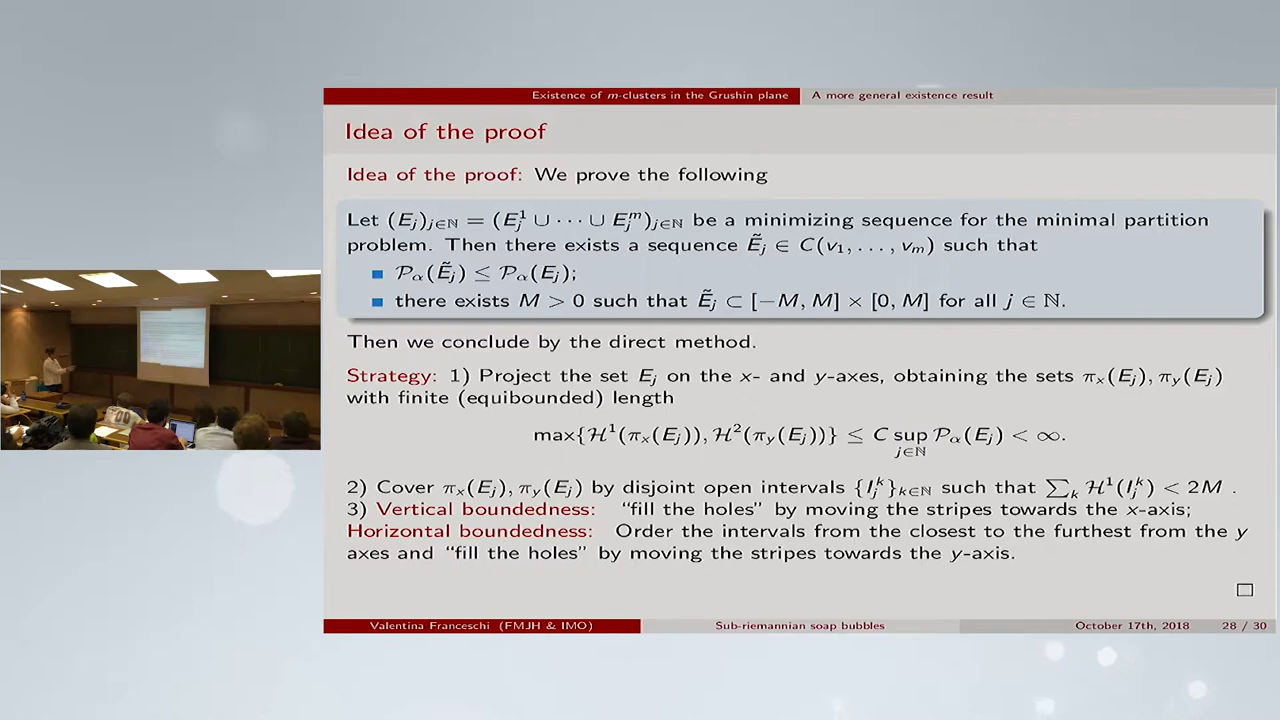 Existence of m-clusters in the Grushin plane A more general existence result
Idea of the proof
Idea of the proof: We prove the following
Let (E_j)_{j∈ℕ} = (E_j^1 ∪ ··· ∪ E_j^m)_{j∈ℕ} be a minimizing sequence for the minimal partition
problem. Then there exists a sequence Ẽ_j ∈ C(v_1, ..., v_m) such that
■ 𝒫_α(Ẽ_j) ≤ 𝒫_α(E_j);
■ there exists M > 0 such that Ẽ_j ⊂ [−M, M] × [0, M] for all j ∈ ℕ.
Then we conclude by the direct method.
Strategy: 1) Project the set E_j on the x- and y-axes, obtaining the sets π_x(E_j), π_y(E_j)
with finite (equibounded) length
max{ℋ^1(π_x(E_j)), ℋ^2(π_y(E_j))} ≤ C sup_{j∈ℕ} 𝒫_α(E_j) < ∞.
2) Cover π_x(E_j), π_y(E_j) by disjoint open intervals {I_j^k}_{k∈ℕ} such that ∑_k ℋ^1(I_j^k) < 2M .
3) Vertical boundedness: “fill the holes” by moving the stripes towards the x-axis;
Horizontal boundedness: Order the intervals from the closest to the furthest from the y
axes and “fill the holes” by moving the stripes towards the y-axis.
□
Valentina Franceschi (FMJH & IMO) Sub-riemannian soap bubbles October 17th, 2018 28 / 30